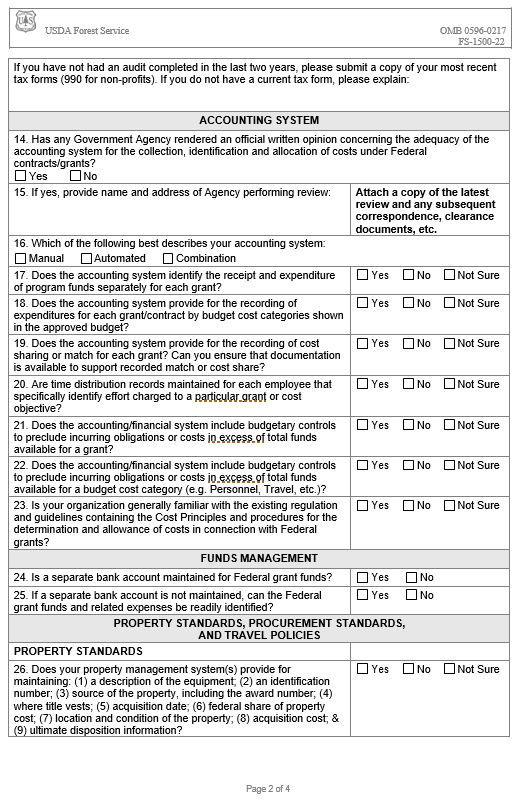 USDA Forest Service
OMB 0596-0217
FS-1500-22
If you have not had an audit completed in the last two years, please submit a copy of your most recent
tax forms (990 for non-profits). If you do not have a current tax form, please explain:
ACCOUNTING SYSTEM
14. Has any Government Agency rendered an official written opinion concerning the adequacy of the
accounting system for the collection, identification and allocation of costs under Federal
contracts/grants?
☐ Yes ☐ No
15. If yes, provide name and address of Agency performing review:
Attach a copy of the latest
review and any subsequent
correspondence, clearance
documents, etc.
16. Which of the following best describes your accounting system:
☐ Manual ☐ Automated ☐ Combination
17. Does the accounting system identify the receipt and expenditure
of program funds separately for each grant?
☐ Yes ☐ No ☐ Not Sure
18. Does the accounting system provide for the recording of
expenditures for each grant/contract by budget cost categories shown
in the approved budget?
☐ Yes ☐ No ☐ Not Sure
19. Does the accounting system provide for the recording of cost
sharing or match for each grant? Can you ensure that documentation
is available to support recorded match or cost share?
☐ Yes ☐ No ☐ Not Sure
20. Are time distribution records maintained for each employee that
specifically identify effort charged to a particular grant or cost
objective?
☐ Yes ☐ No ☐ Not Sure
21. Does the accounting/financial system include budgetary controls
to preclude incurring obligations or costs in excess of total funds
available for a grant?
☐ Yes ☐ No ☐ Not Sure
22. Does the accounting/financial system include budgetary controls
to preclude incurring obligations or costs in excess of total funds
available for a budget cost category (e.g. Personnel, Travel, etc.)?
☐ Yes ☐ No ☐ Not Sure
23. Is your organization generally familiar with the existing regulation
and guidelines containing the Cost Principles and procedures for the
determination and allowance of costs in connection with Federal
grants?
☐ Yes ☐ No ☐ Not Sure
FUNDS MANAGEMENT
24. Is a separate bank account maintained for Federal grant funds?
☐ Yes ☐ No
25. If a separate bank account is not maintained, can the Federal
grant funds and related expenses be readily identified?
☐ Yes ☐ No
PROPERTY STANDARDS, PROCUREMENT STANDARDS,
AND TRAVEL POLICIES
PROPERTY STANDARDS
26. Does your property management system(s) provide for
maintaining: (1) a description of the equipment; (2) an identification
number; (3) source of the property, including the award number; (4)
where title vests; (5) acquisition date; (6) federal share of property
cost; (7) location and condition of the property; (8) acquisition cost; &
(9) ultimate disposition information?
☐ Yes ☐ No ☐ Not Sure
Page 2 of 4